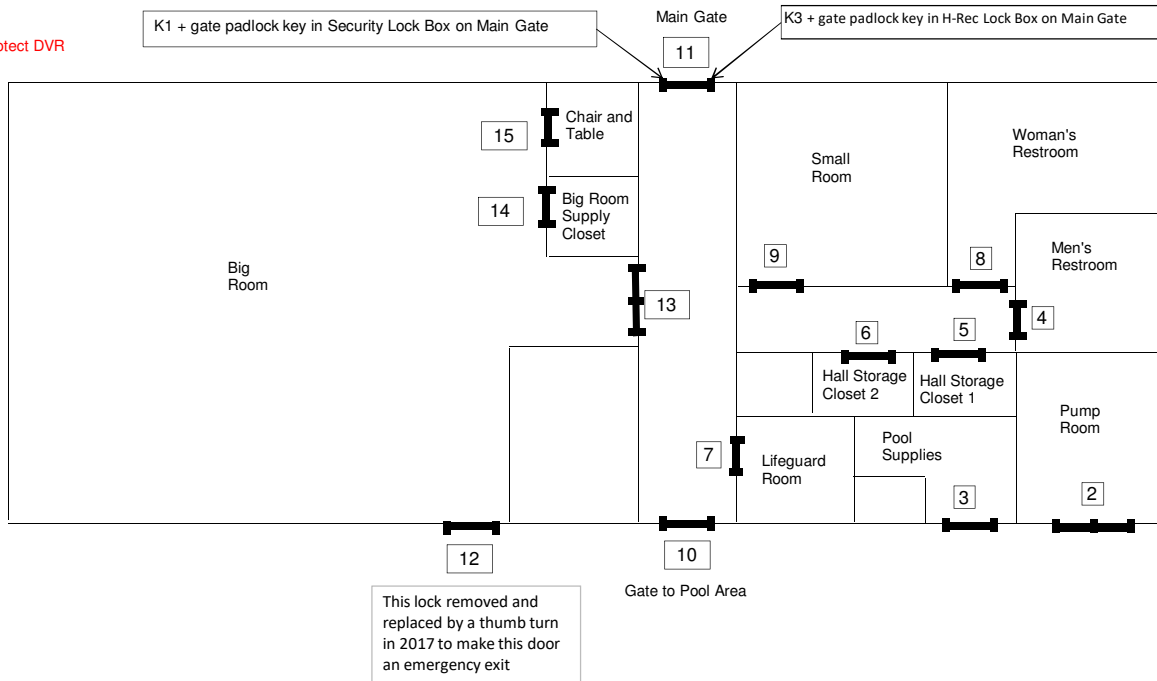 K1 + gate padlock key in Security Lock Box on Main Gate
Main Gate
K3 + gate padlock key in H-Rec Lock Box on Main Gate
otect DVR
11
15
Chair and
Table
Woman's
Restroom
Small
Room
14
Big Room
Supply
Closet
Men's
Restroom
Big
Room
9
8
13
4
6
5
Hall Storage
Closet 2
Hall Storage
Closet 1
Pump
Room
7
Lifeguard
Room
Pool
Supplies
3
2
12
10
Gate to Pool Area
This lock removed and
replaced by a thumb turn
in 2017 to make this door
an emergency exit